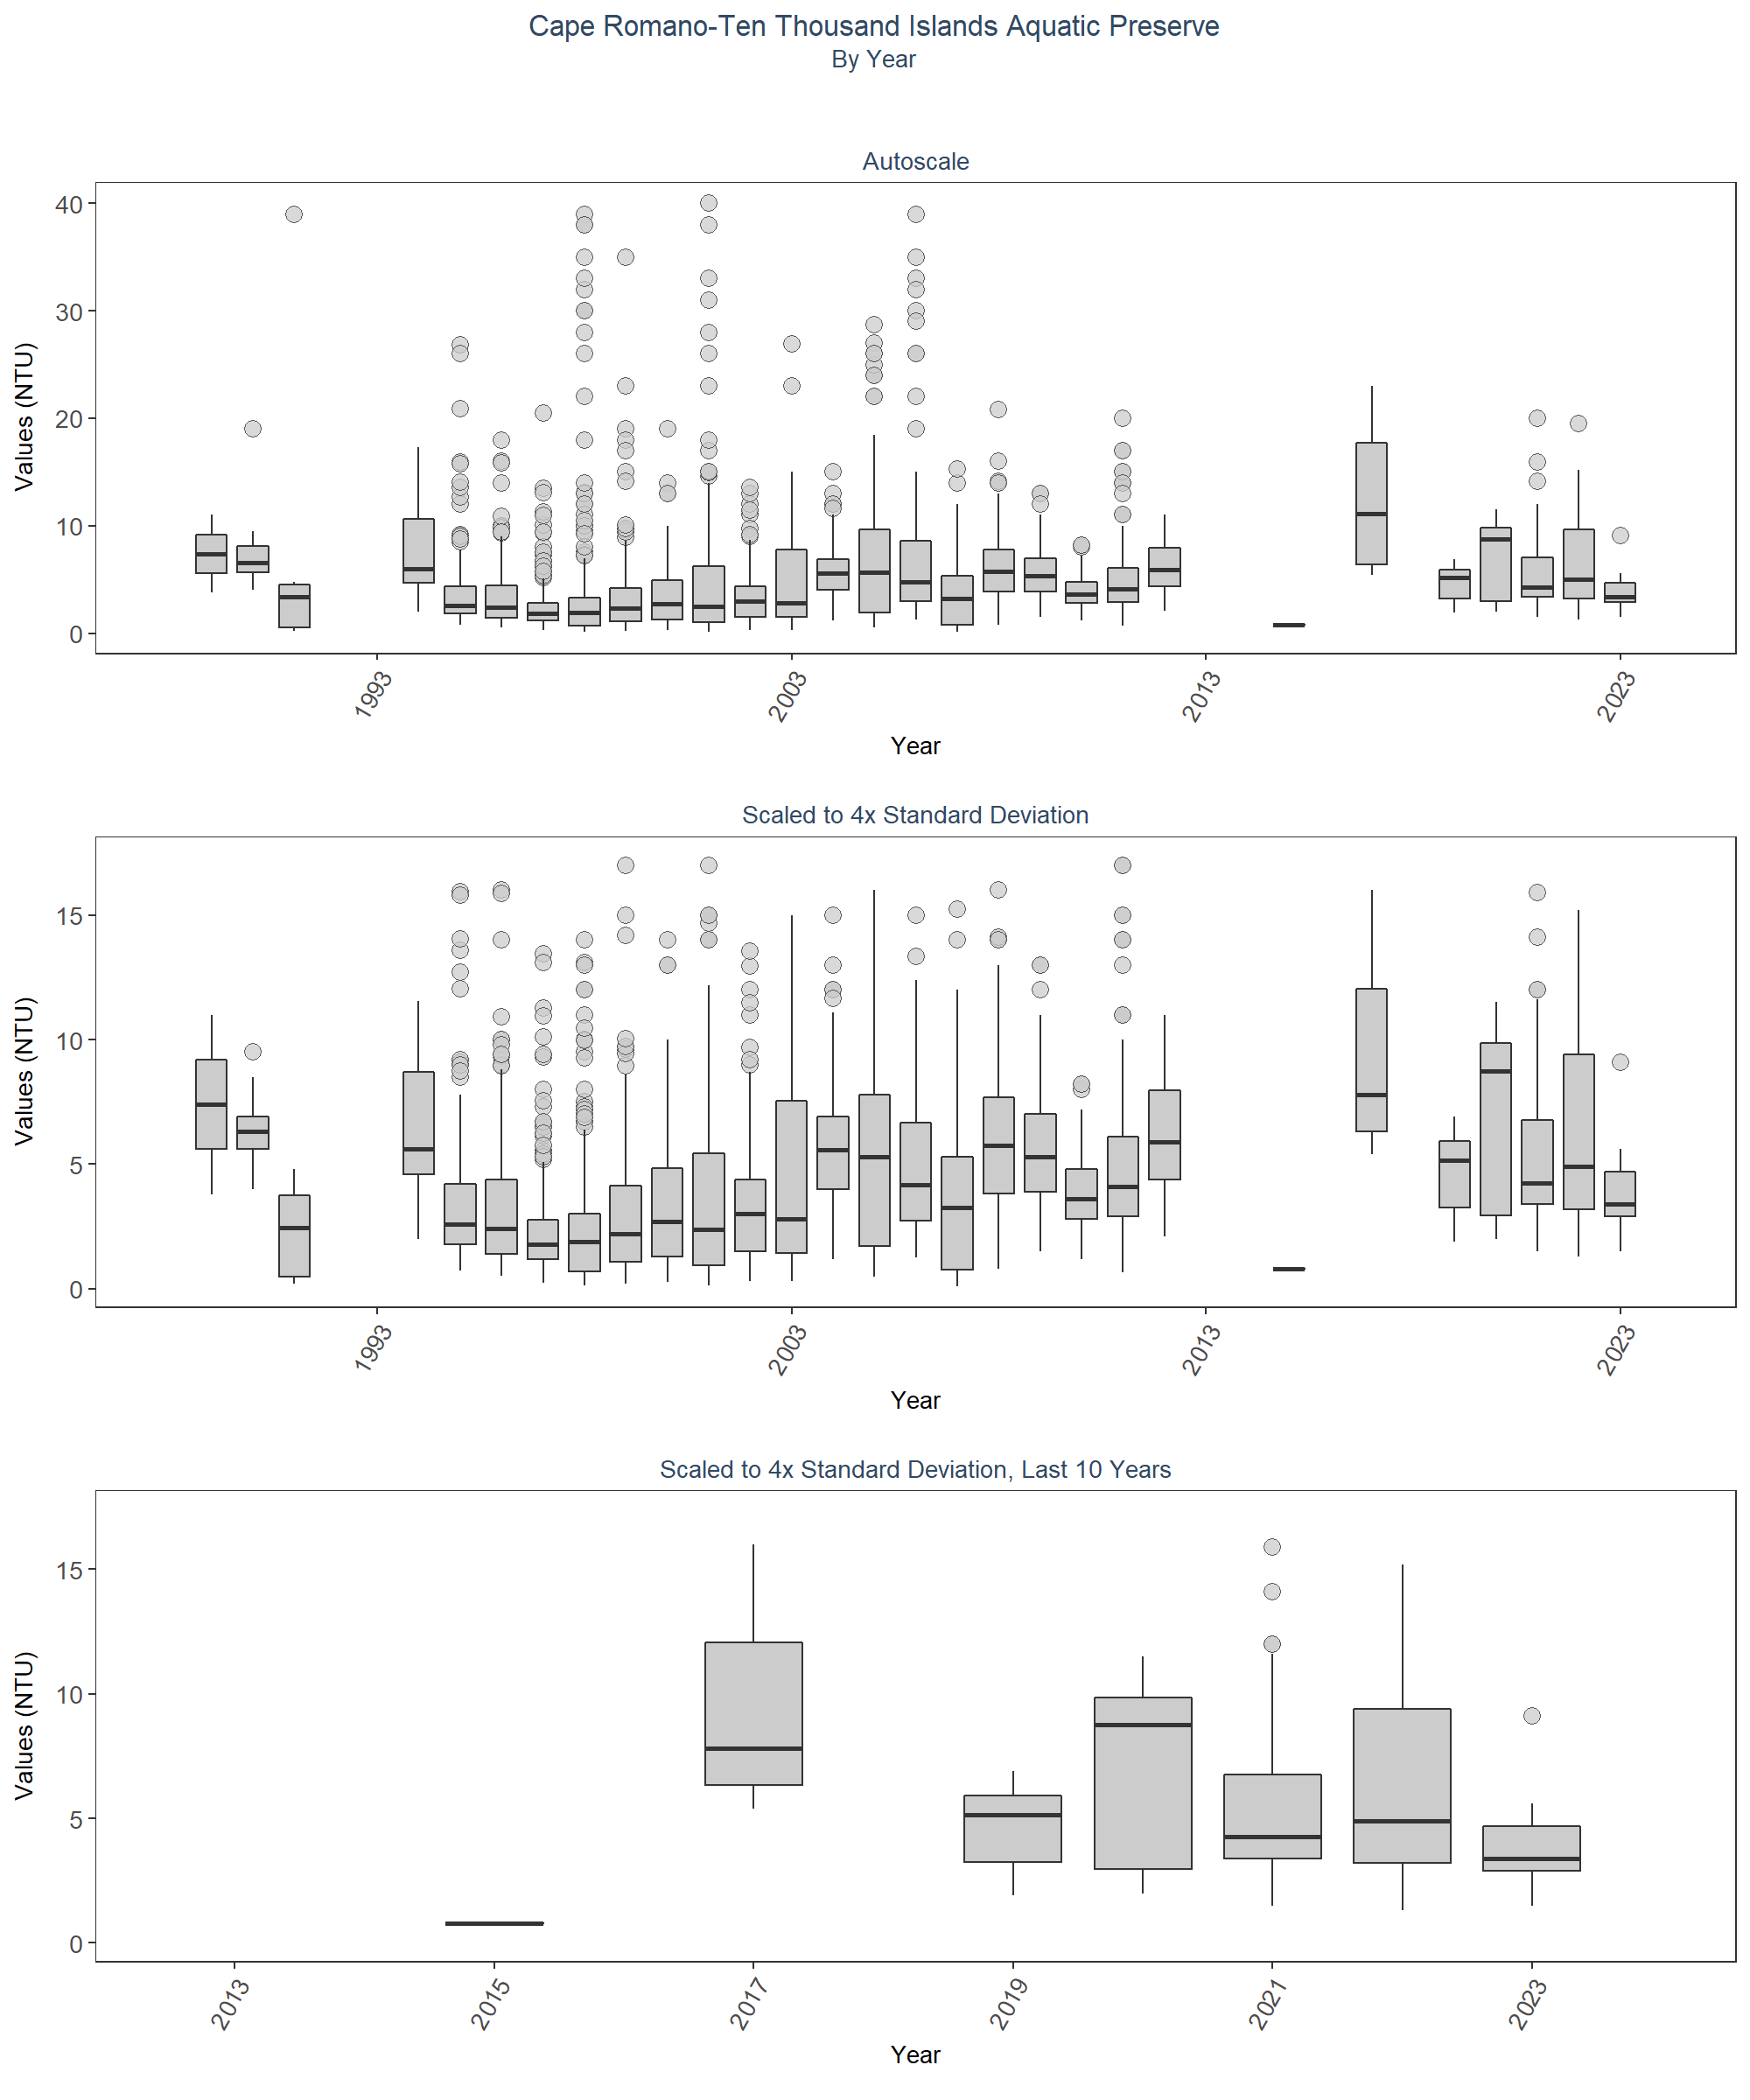 Cape Romano-Ten Thousand Islands Aquatic Preserve
By Year
Autoscale
Values (NTU)
40
30
20
10
0
1993
2003
2013
2023
Year
Scaled to 4x Standard Deviation
Values (NTU)
15
10
5
0
1993
2003
2013
2023
Year
Scaled to 4x Standard Deviation, Last 10 Years
Values (NTU)
15
10
5
0
2013
2015
2017
2019
2021
2023
Year